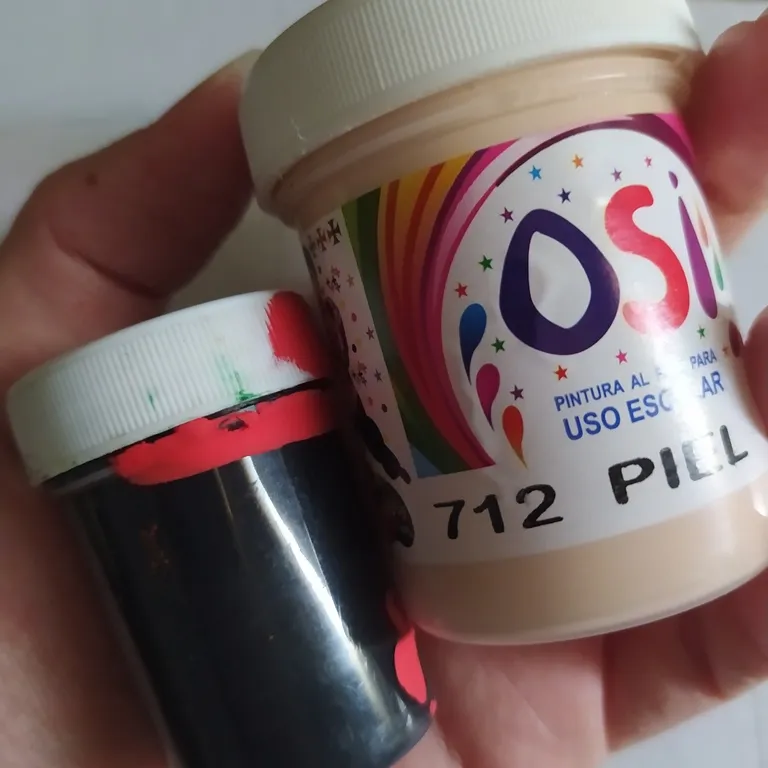 OSi
PINTURA AL PARA
USO ESCOLAR
712 PIEL